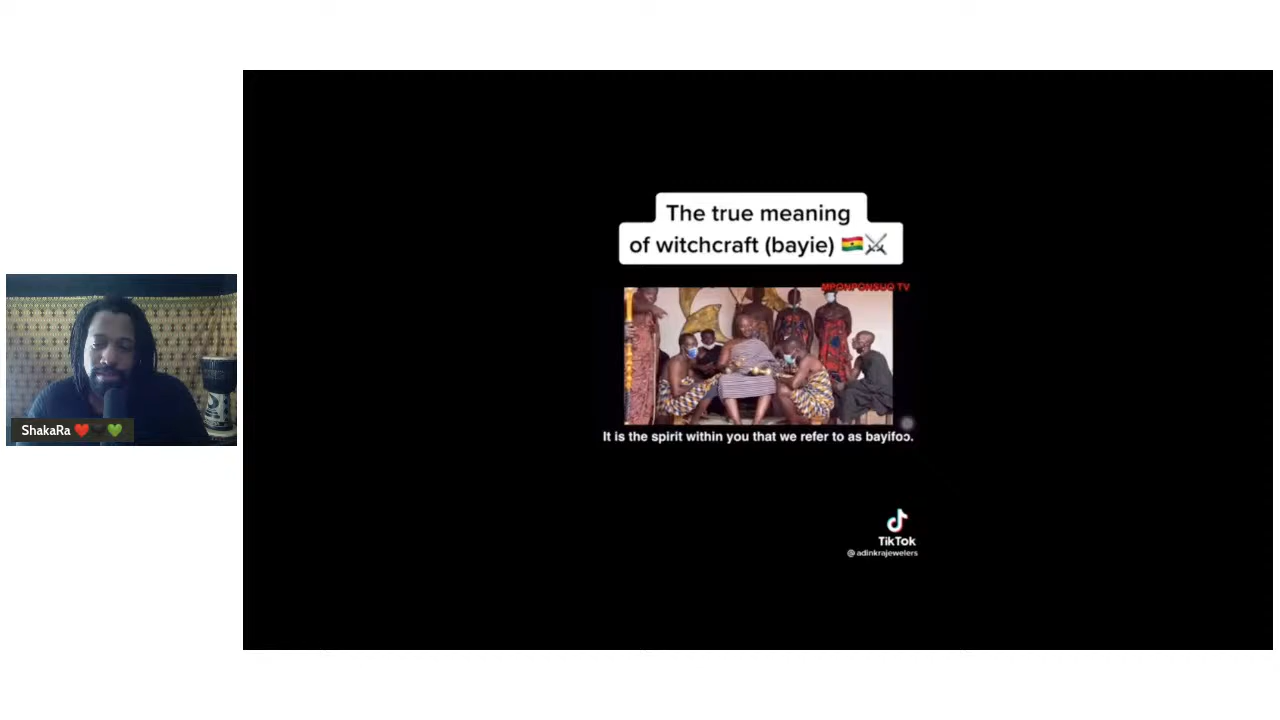 The true meaning
of witchcraft (bayie) 🇬🇭⚔️
MPONPONSUO TV
It is the spirit within you that we refer to as bayifoɔ.
ShakaRa ❤️🖤💚
TikTok
@adinkrajewelers